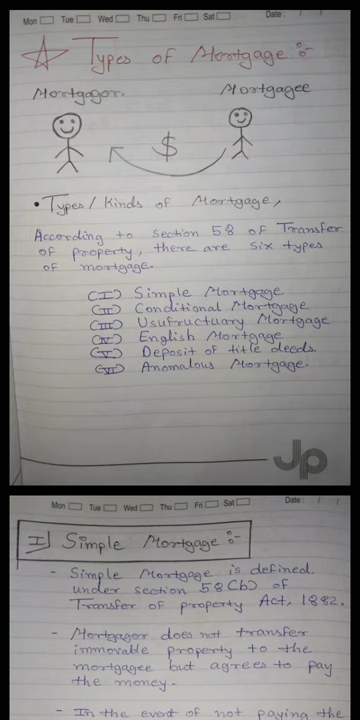 Mon Tue Wed Thu Fri Sat Date: / /
Types of Mortgage :-
Mortgagor. Mortgagee
$
• Types / Kinds of Mortgage,
According to section 58 of Transfer
of property, there are six types
of mortgage.
(I) Simple Mortgage
(II) Conditional Mortgage
(III) Usufructuary Mortgage
(IV) English Mortgage
(V) Deposit of title deeds.
(VI) Anomalous Mortgage.
Jp
Mon Tue Wed Thu Fri Sat Date: / /
I) Simple Mortgage :-
- Simple Mortgage is defined.
under section 58(b) of
Transfer of property Act, 1882.
- Mortgagor does not transfer
immovable property to the
mortgagee but agrees to pay
the money.
- In the event of not paying the